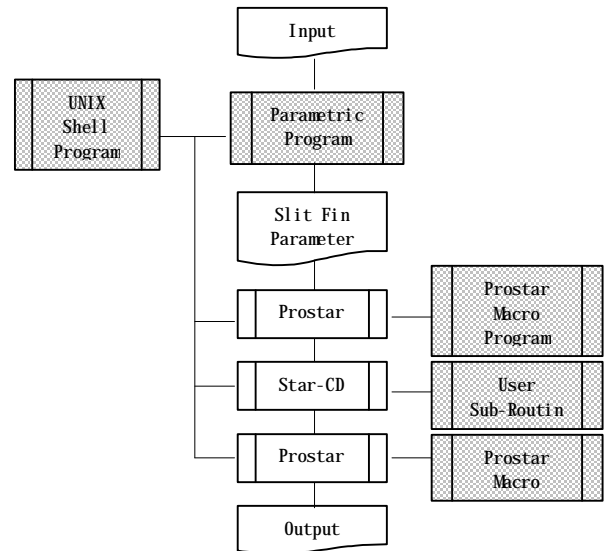 Input
UNIX
Shell
Program
Parametric
Program
Slit Fin
Parameter
Prostar
Prostar
Macro
Program
Star-CD
User
Sub-Routin
Prostar
Prostar
Macro
Output